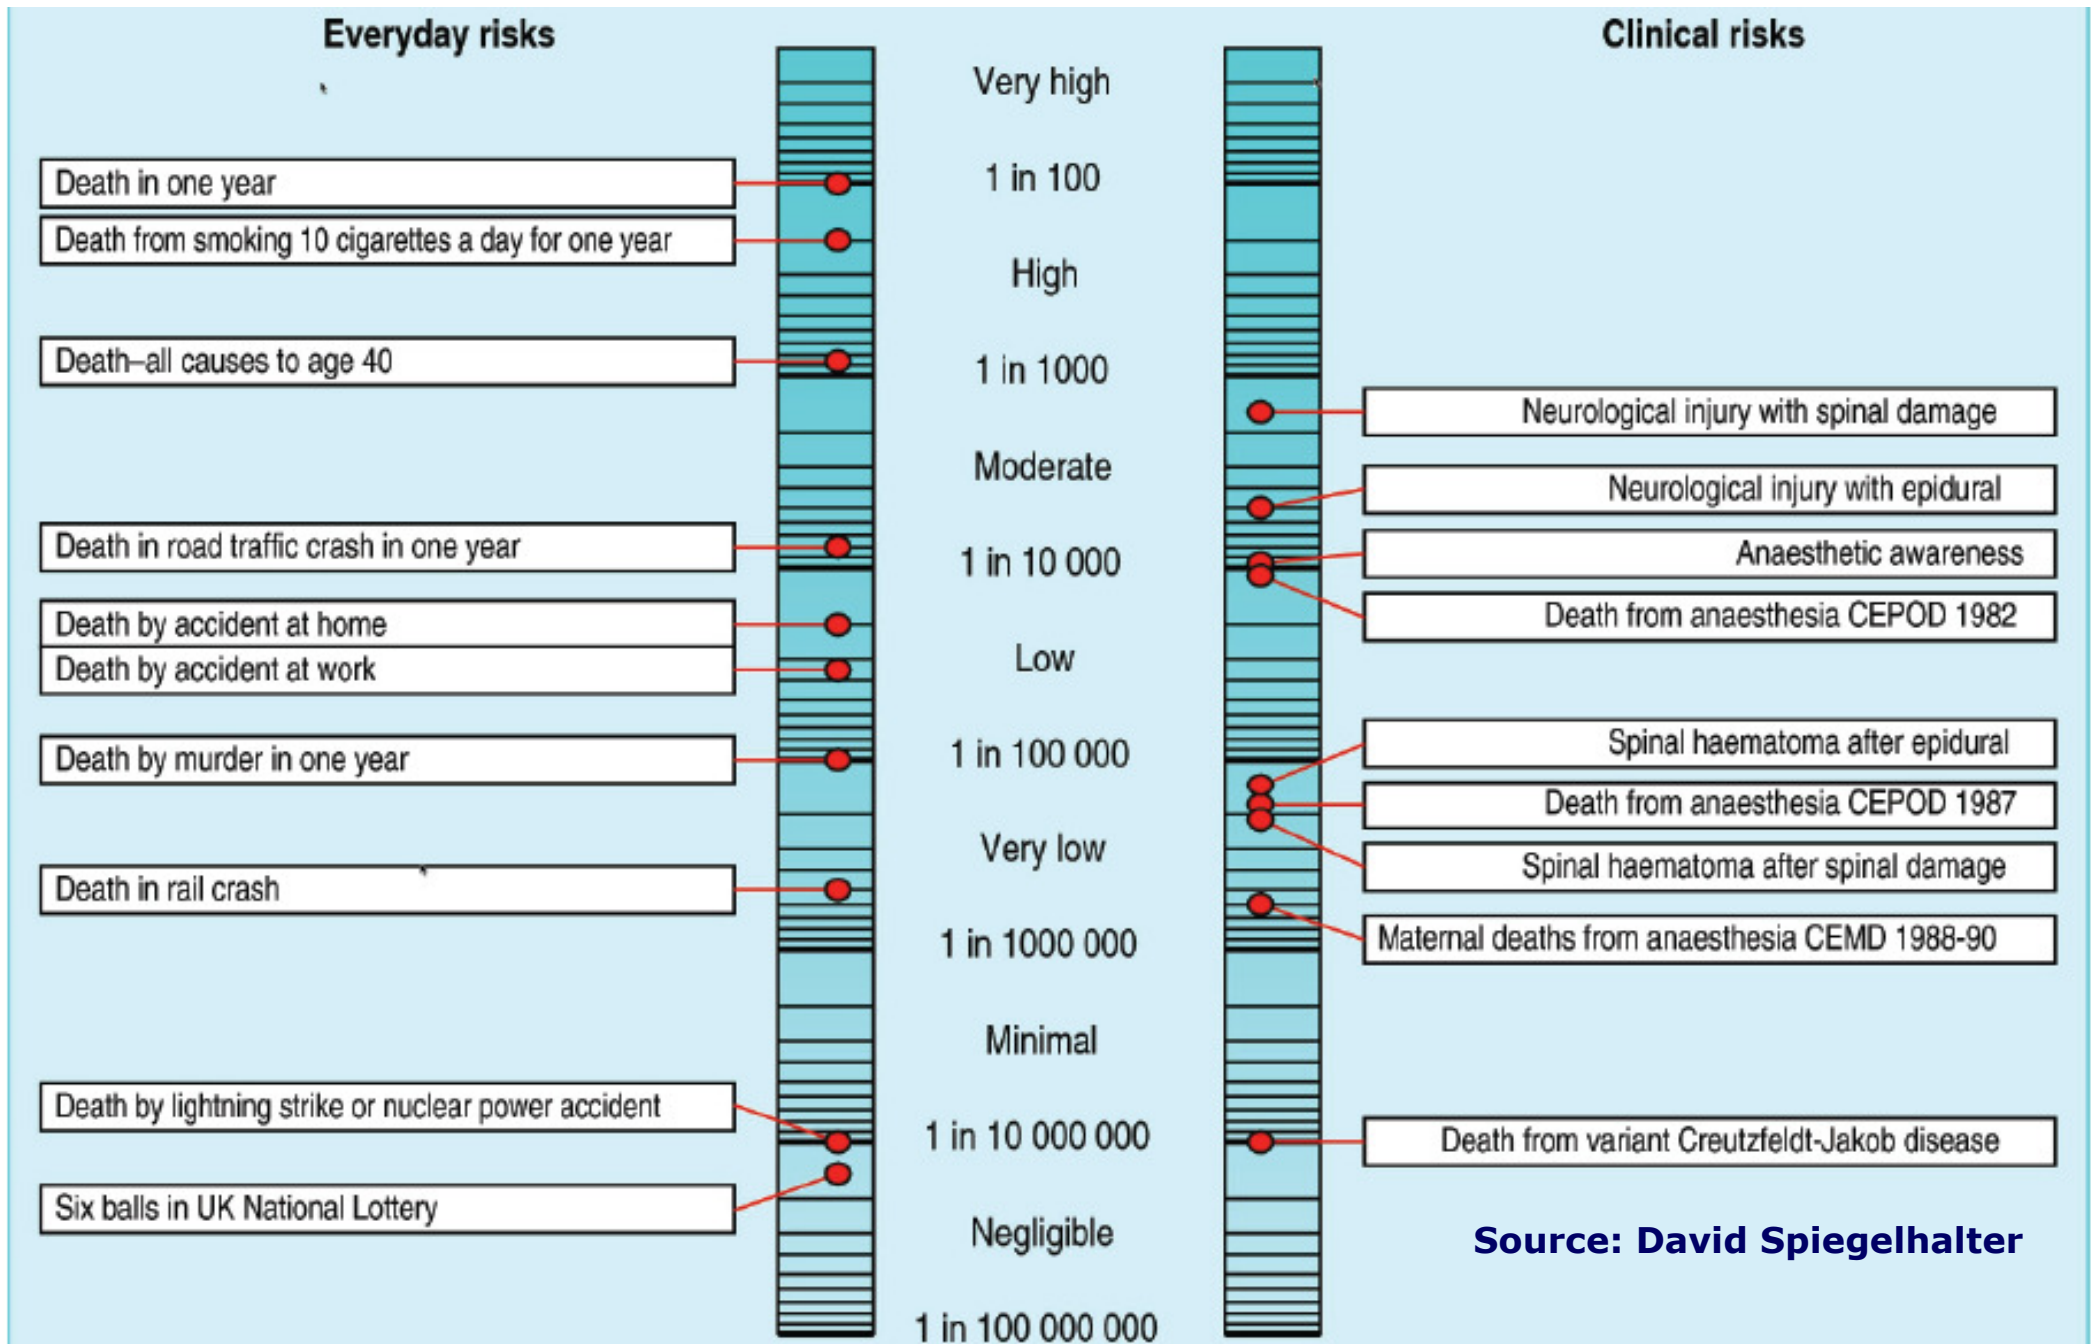 Everyday risks
Clinical risks
Very high
Death in one year
1 in 100
Death from smoking 10 cigarettes a day for one year
High
Death–all causes to age 40
1 in 1000
Neurological injury with spinal damage
Moderate
Neurological injury with epidural
Death in road traffic crash in one year
1 in 10 000
Anaesthetic awareness
Death from anaesthesia CEPOD 1982
Death by accident at home
Low
Death by accident at work
Death by murder in one year
1 in 100 000
Spinal haematoma after epidural
Death from anaesthesia CEPOD 1987
Very low
Spinal haematoma after spinal damage
Death in rail crash
1 in 1000 000
Maternal deaths from anaesthesia CEMD 1988-90
Minimal
Death by lightning strike or nuclear power accident
1 in 10 000 000
Death from variant Creutzfeldt-Jakob disease
Six balls in UK National Lottery
Negligible
Source: David Spiegelhalter
1 in 100 000 000